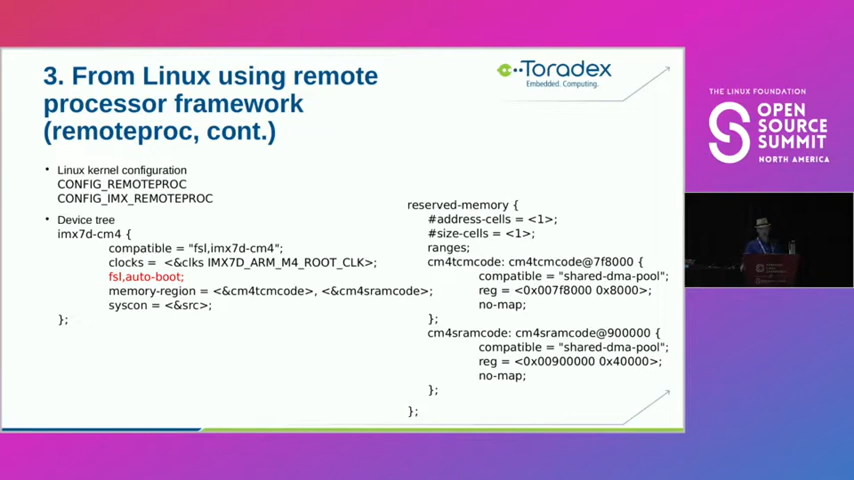 3. From Linux using remote
processor framework
(remoteproc, cont.)
Toradex
Embedded. Computing.
• Linux kernel configuration
CONFIG_REMOTEPROC
CONFIG_IMX_REMOTEPROC
• Device tree
imx7d-cm4 {
compatible = "fsl,imx7d-cm4";
clocks =  <&clks IMX7D_ARM_M4_ROOT_CLK>;
fsl,auto-boot;
memory-region = <&cm4tcmcode>, <&cm4sramcode>;
syscon = <&src>;
};
reserved-memory {
#address-cells = <1>;
#size-cells = <1>;
ranges;
cm4tcmcode: cm4tcmcode@7f8000 {
compatible = "shared-dma-pool";
reg = <0x007f8000 0x8000>;
no-map;
};
cm4sramcode: cm4sramcode@900000 {
compatible = "shared-dma-pool";
reg = <0x00900000 0x40000>;
no-map;
};
};
THE LINUX FOUNDATION
OPEN
SOURCE
SUMMIT
NORTH AMERICA